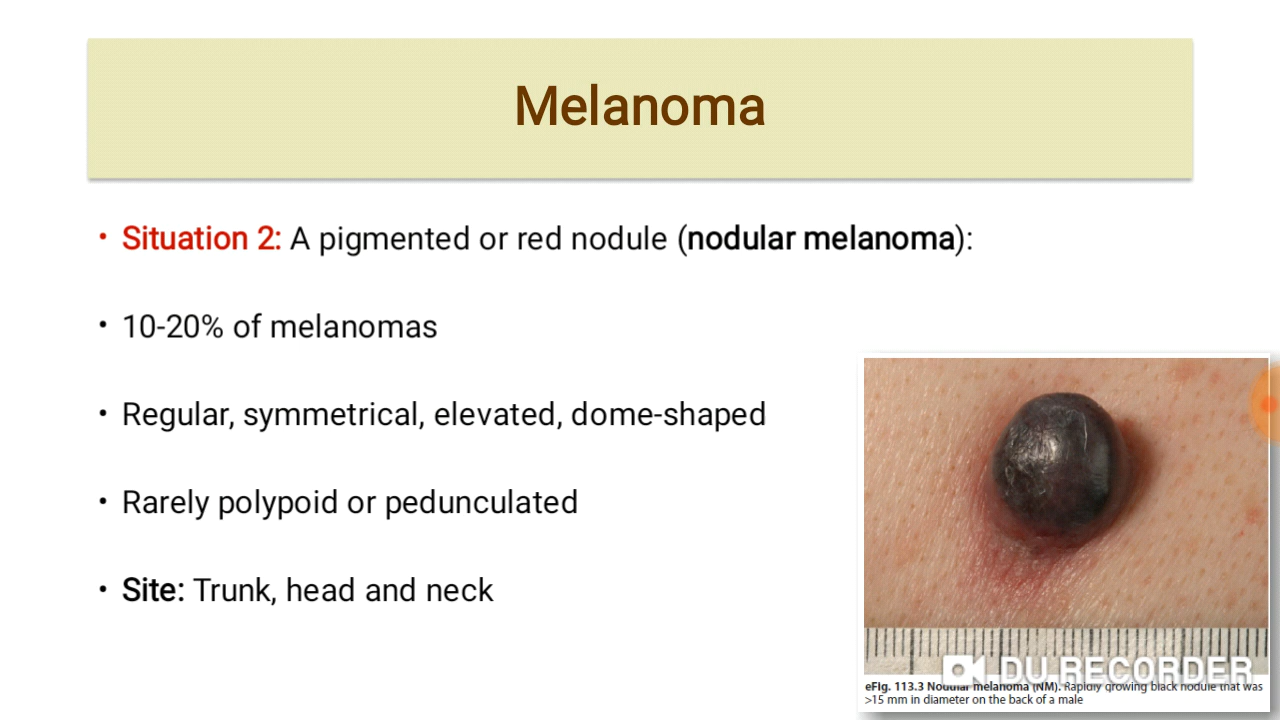 Melanoma
• Situation 2: A pigmented or red nodule (nodular melanoma):
• 10-20% of melanomas
• Regular, symmetrical, elevated, dome-shaped
• Rarely polypoid or pedunculated
• Site: Trunk, head and neck
DU RECORDER
eFig. 113.3 Nodular melanoma (NM). Rapidly growing black nodule that was
>15 mm in diameter on the back of a male